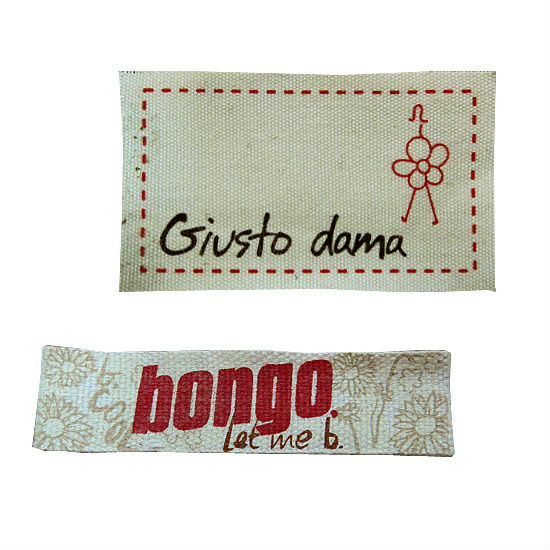 Giusto dama
b.
bongo.
let me b.